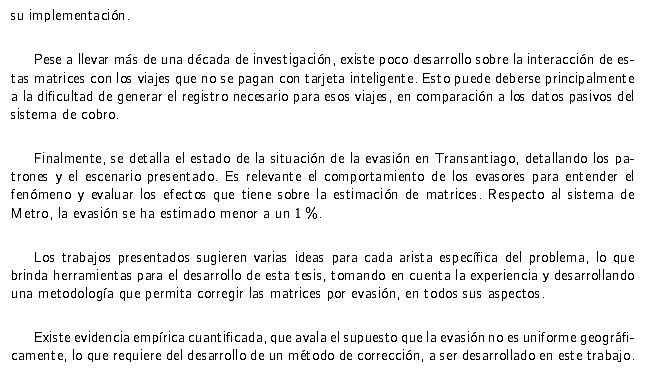 su implementación.
Pese a llevar más de una década de investigación, existe poco desarrollo sobre la interacción de es-
tas matrices con los viajes que no se pagan con tarjeta inteligente. Esto puede deberse principalmente
a la dificultad de generar el registro necesario para esos viajes, en comparación a los datos pasivos del
sistema de cobro.
Finalmente, se detalla el estado de la situación de la evasión en Transantiago, detallando los pa-
trones y el escenario presentado. Es relevante el comportamiento de los evasores para entender el
fenómeno y evaluar los efectos que tiene sobre la estimación de matrices. Respecto al sistema de
Metro, la evasión se ha estimado menor a un 1 %.
Los trabajos presentados sugieren varias ideas para cada arista específica del problema, lo que
brinda herramientas para el desarrollo de esta tesis, tomando en cuenta la experiencia y desarrollando
una metodología que permita corregir las matrices por evasión, en todos sus aspectos.
Existe evidencia empírica cuantificada, que avala el supuesto que la evasión no es uniforme geográfi-
camente, lo que requiere del desarrollo de un método de corrección, a ser desarrollado en este trabajo.